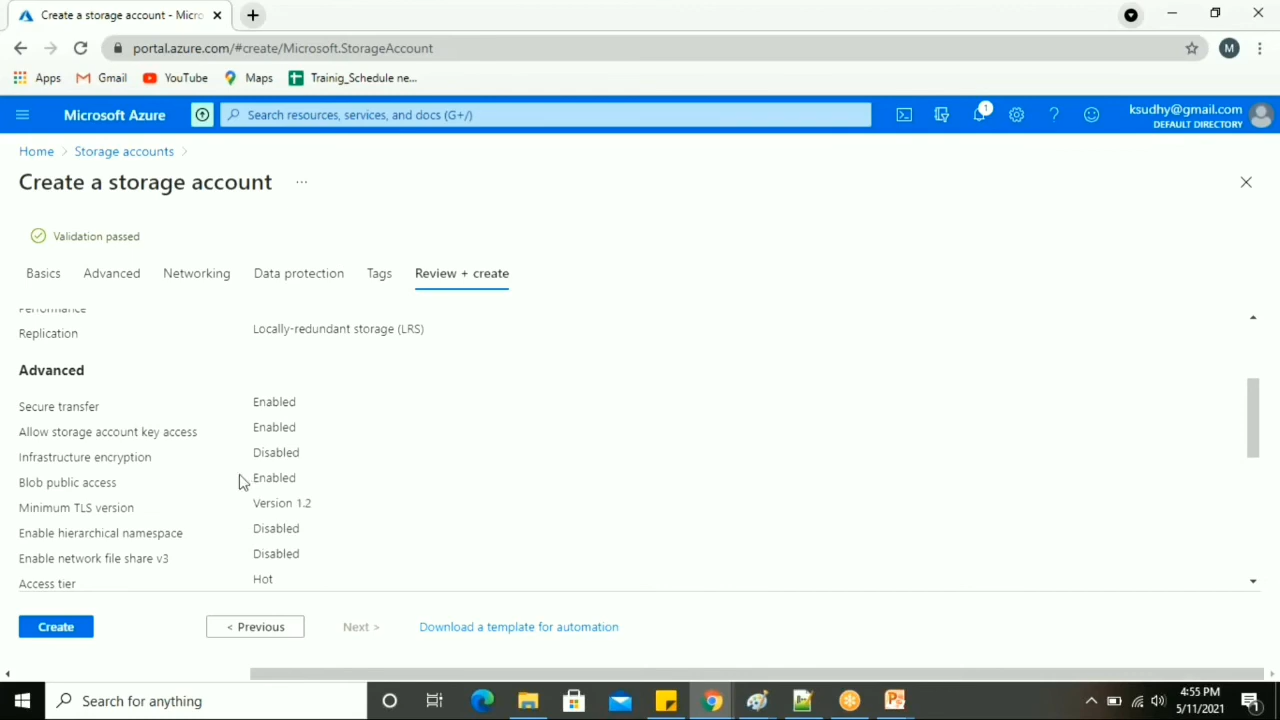 Create a storage account - Micro
portal.azure.com/#create/Microsoft.StorageAccount
M
Apps Gmail YouTube Maps Trainig_Schedule ne...
Microsoft Azure Search resources, services, and docs (G+/) 1 ksudhy@gmail.com
DEFAULT DIRECTORY
Home > Storage accounts >
Create a storage account ...
Validation passed
Basics Advanced Networking Data protection Tags Review + create
Performance
Replication Locally-redundant storage (LRS)
Advanced
Secure transfer Enabled
Allow storage account key access Enabled
Infrastructure encryption Disabled
Blob public access Enabled
Minimum TLS version Version 1.2
Enable hierarchical namespace Disabled
Enable network file share v3 Disabled
Access tier Hot
Create < Previous Next > Download a template for automation
Search for anything 4:55 PM
5/11/2021 1